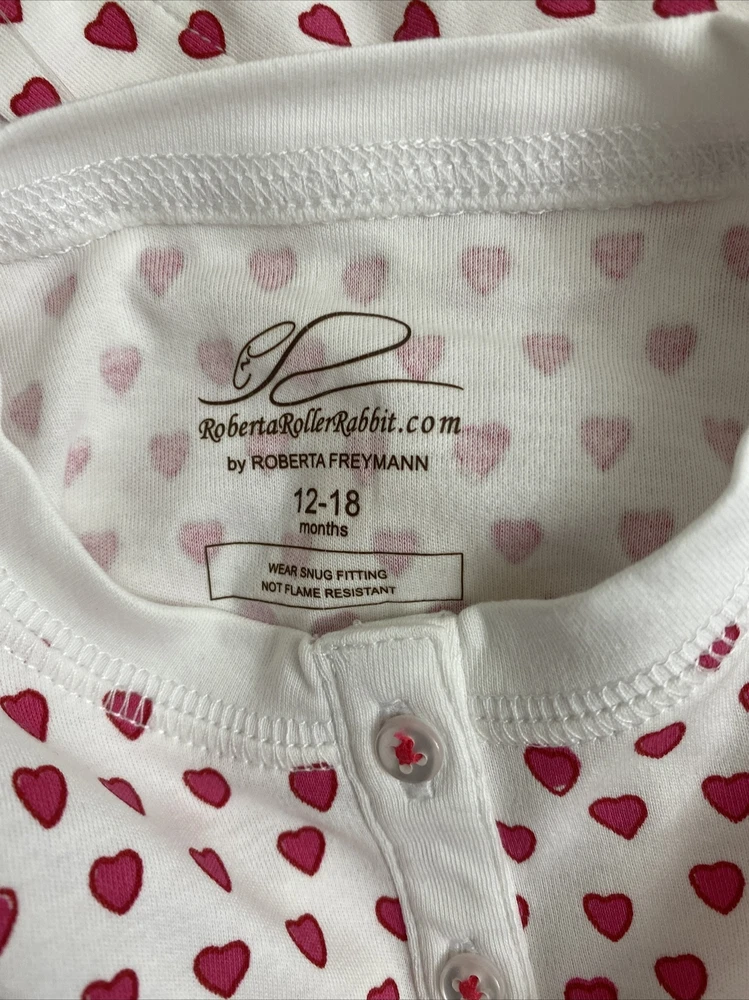 RobertaRollerRabbit.com
by ROBERTA FREYMANN
12-18
months
WEAR SNUG FITTING
NOT FLAME RESISTANT